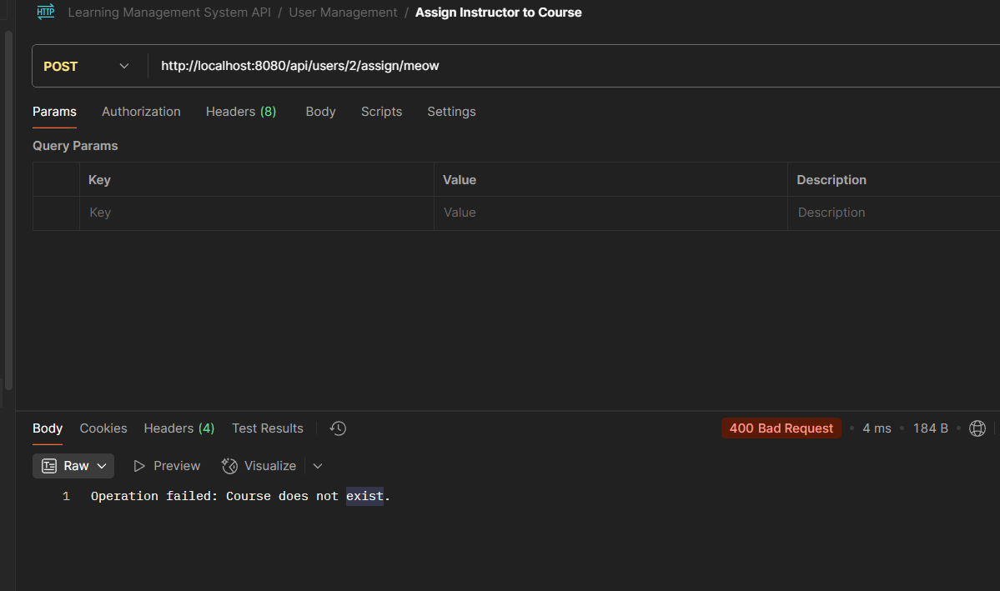 HTTP Learning Management System API / User Management / Assign Instructor to Course
POST http://localhost:8080/api/users/2/assign/meow
Params Authorization Headers (8) Body Scripts Settings
Query Params
Key Value Description
Key Value Description
Body Cookies Headers (4) Test Results 400 Bad Request • 4 ms • 184 B •
Raw Preview Visualize
1 Operation failed: Course does not exist.